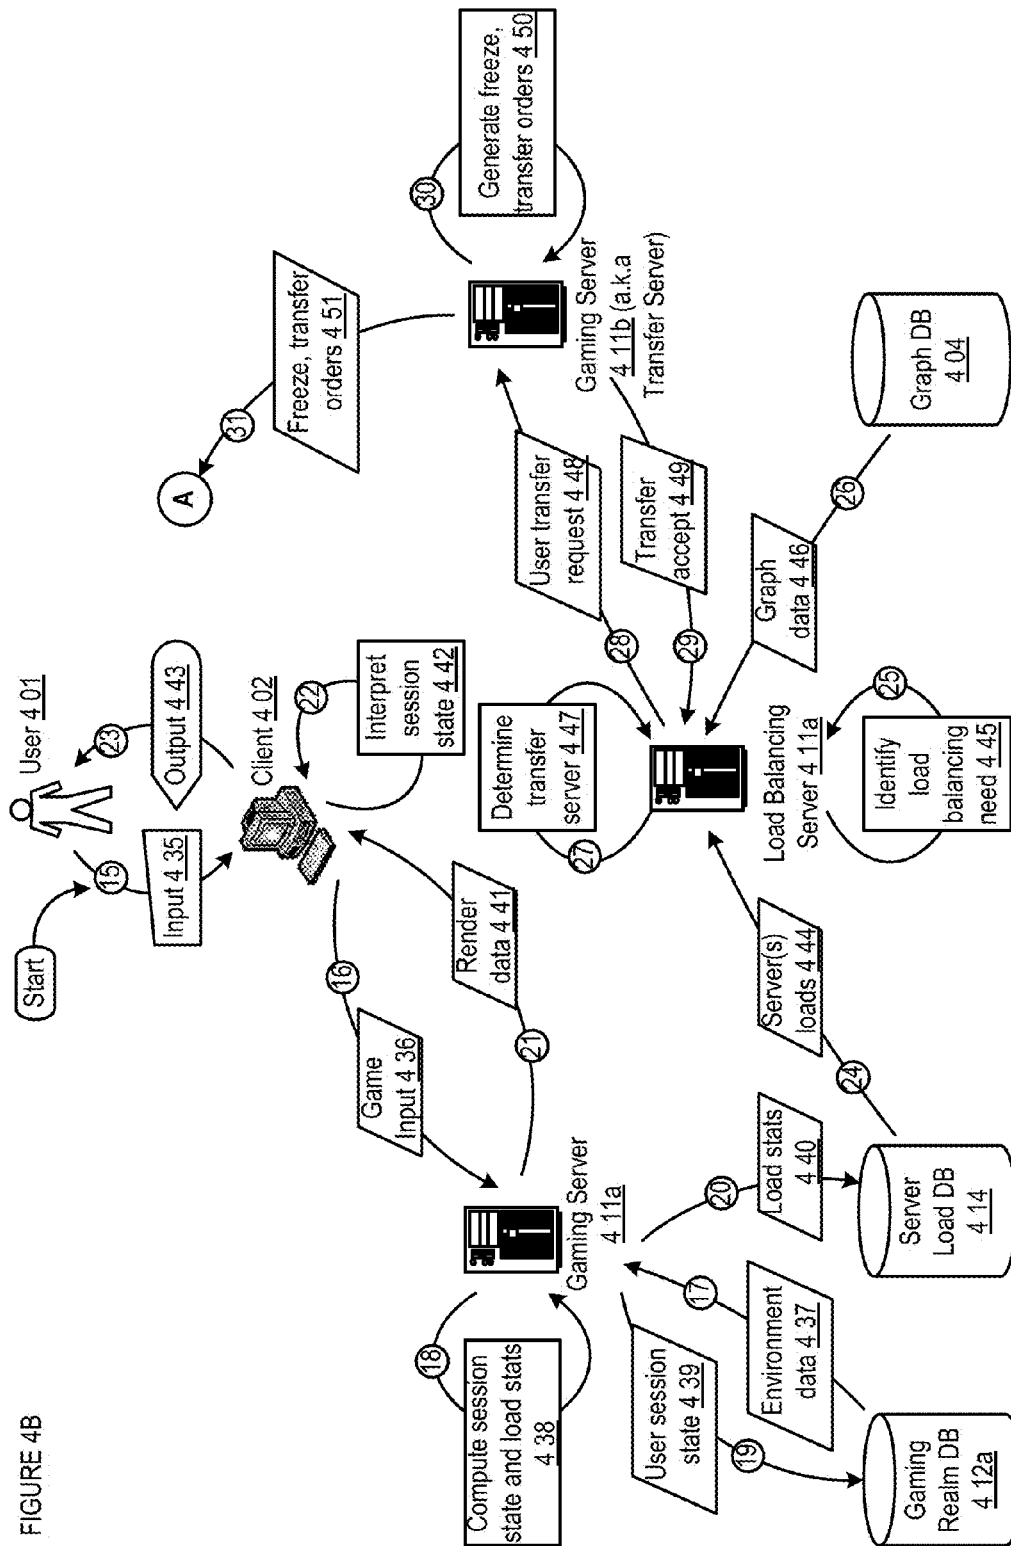 FIGURE 4B
Start
15
Input 4 35
User 4 01
23
Output 4 43
Client 4 02
22
Interpret
session
state 4 42
16
Game
Input 4 36
Render
data 4 41
21
Gaming Server
4 11a
18
Compute session
state and load stats
4 38
User session
state 4 39
19
Environment
data 4 37
17
Gaming
Realm DB
4 12a
20
Load stats
4 40
Server
Load DB
4 14
24
Server(s)
loads 4 44
Load Balancing
Server 4 11a
Identify
load
balancing
need 4 45
25
Graph
data 4 46
26
Graph DB
4 04
27
Determine
transfer
server 4 47
28
User transfer
request 4 48
29
Transfer
accept 4 49
Gaming Server
4 11b (a.k.a
Transfer Server)
30
Generate freeze,
transfer orders 4 50
Freeze, transfer
orders 4 51
31
A